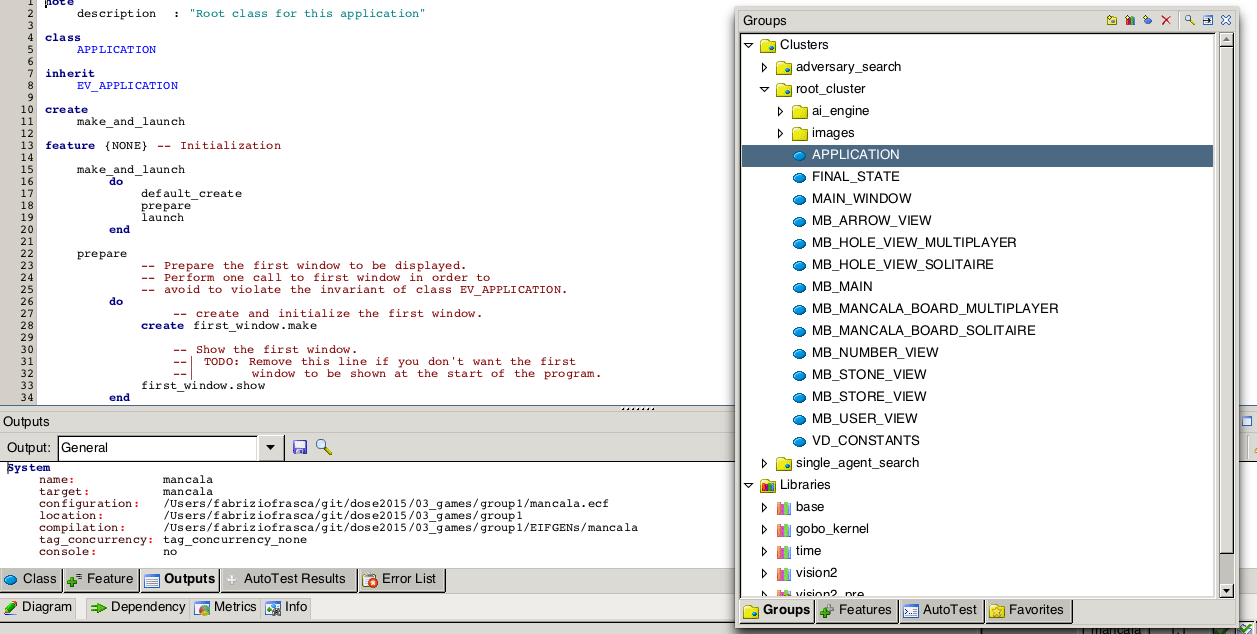 1 note
2 description : "Root class for this application"
3
4 class
5 APPLICATION
6
7 inherit
8 EV_APPLICATION
9
10 create
11 make_and_launch
12
13 feature {NONE} -- Initialization
14
15 make_and_launch
16 do
17 default_create
18 prepare
19 launch
20 end
21
22 prepare
23 -- Prepare the first window to be displayed.
24 -- Perform one call to first window in order to
25 -- avoid to violate the invariant of class EV_APPLICATION.
26 do
27 -- create and initialize the first window.
28 create first_window.make
29
30 -- Show the first window.
31 --| TODO: Remove this line if you don't want the first
32 --| window to be shown at the start of the program.
33 first_window.show
34 end
Outputs
Output: General
System
name: mancala
target: mancala
configuration: /Users/fabriziofrasca/git/dose2015/03_games/group1/mancala.ecf
location: /Users/fabriziofrasca/git/dose2015/03_games/group1
compilation: /Users/fabriziofrasca/git/dose2015/03_games/group1/EIFGENs/mancala
tag_concurrency: tag_concurrency_none
console: no
Class Feature Outputs AutoTest Results Error List
Diagram Dependency Metrics Info
Groups
Clusters
adversary_search
root_cluster
ai_engine
images
APPLICATION
FINAL_STATE
MAIN_WINDOW
MB_ARROW_VIEW
MB_HOLE_VIEW_MULTIPLAYER
MB_HOLE_VIEW_SOLITAIRE
MB_MAIN
MB_MANCALA_BOARD_MULTIPLAYER
MB_MANCALA_BOARD_SOLITAIRE
MB_NUMBER_VIEW
MB_STONE_VIEW
MB_STORE_VIEW
MB_USER_VIEW
VD_CONSTANTS
single_agent_search
Libraries
base
gobo_kernel
time
vision2
vision2_pre
Groups Features AutoTest Favorites
mancala